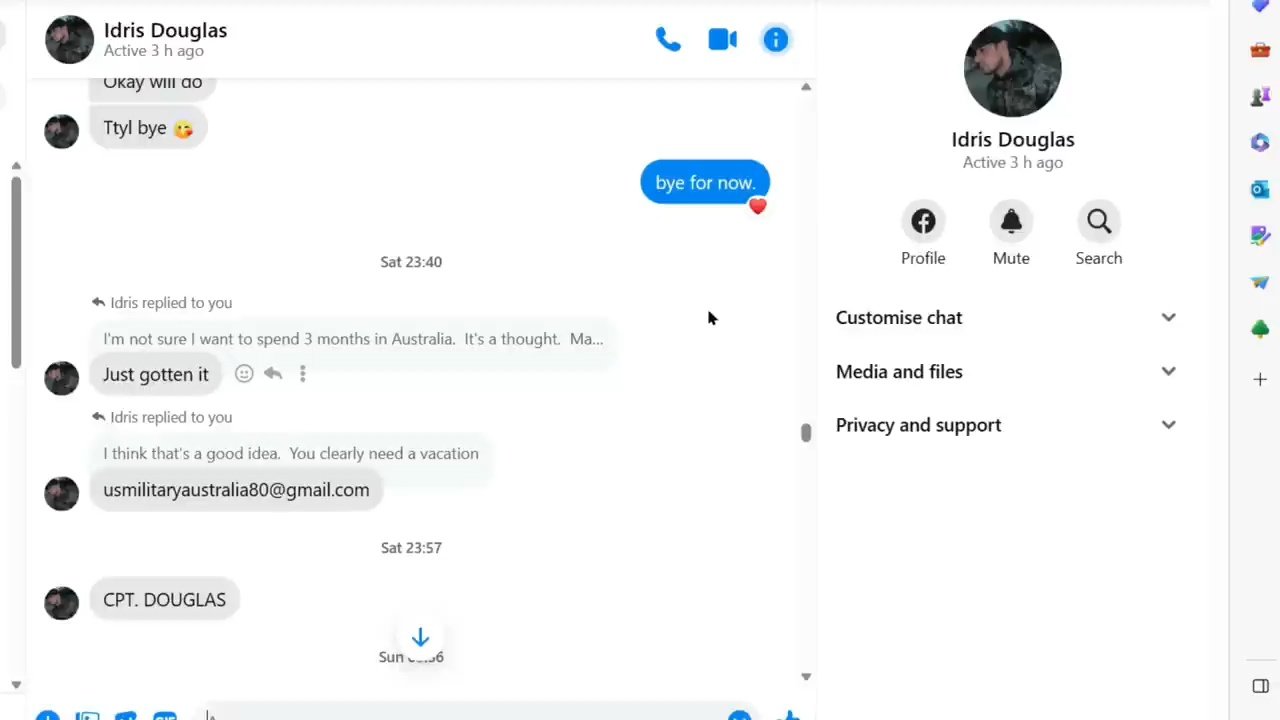 Idris Douglas
Active 3 h ago
Okay will do
Ttyl bye 😋
bye for now.
Sat 23:40
Idris replied to you
I'm not sure I want to spend 3 months in Australia. It's a thought. Ma...
Just gotten it
Idris replied to you
I think that's a good idea. You clearly need a vacation
usmilitaryaustralia80@gmail.com
Sat 23:57
CPT. DOUGLAS
Sun
Idris Douglas
Active 3 h ago
Profile
Mute
Search
Customise chat
Media and files
Privacy and support